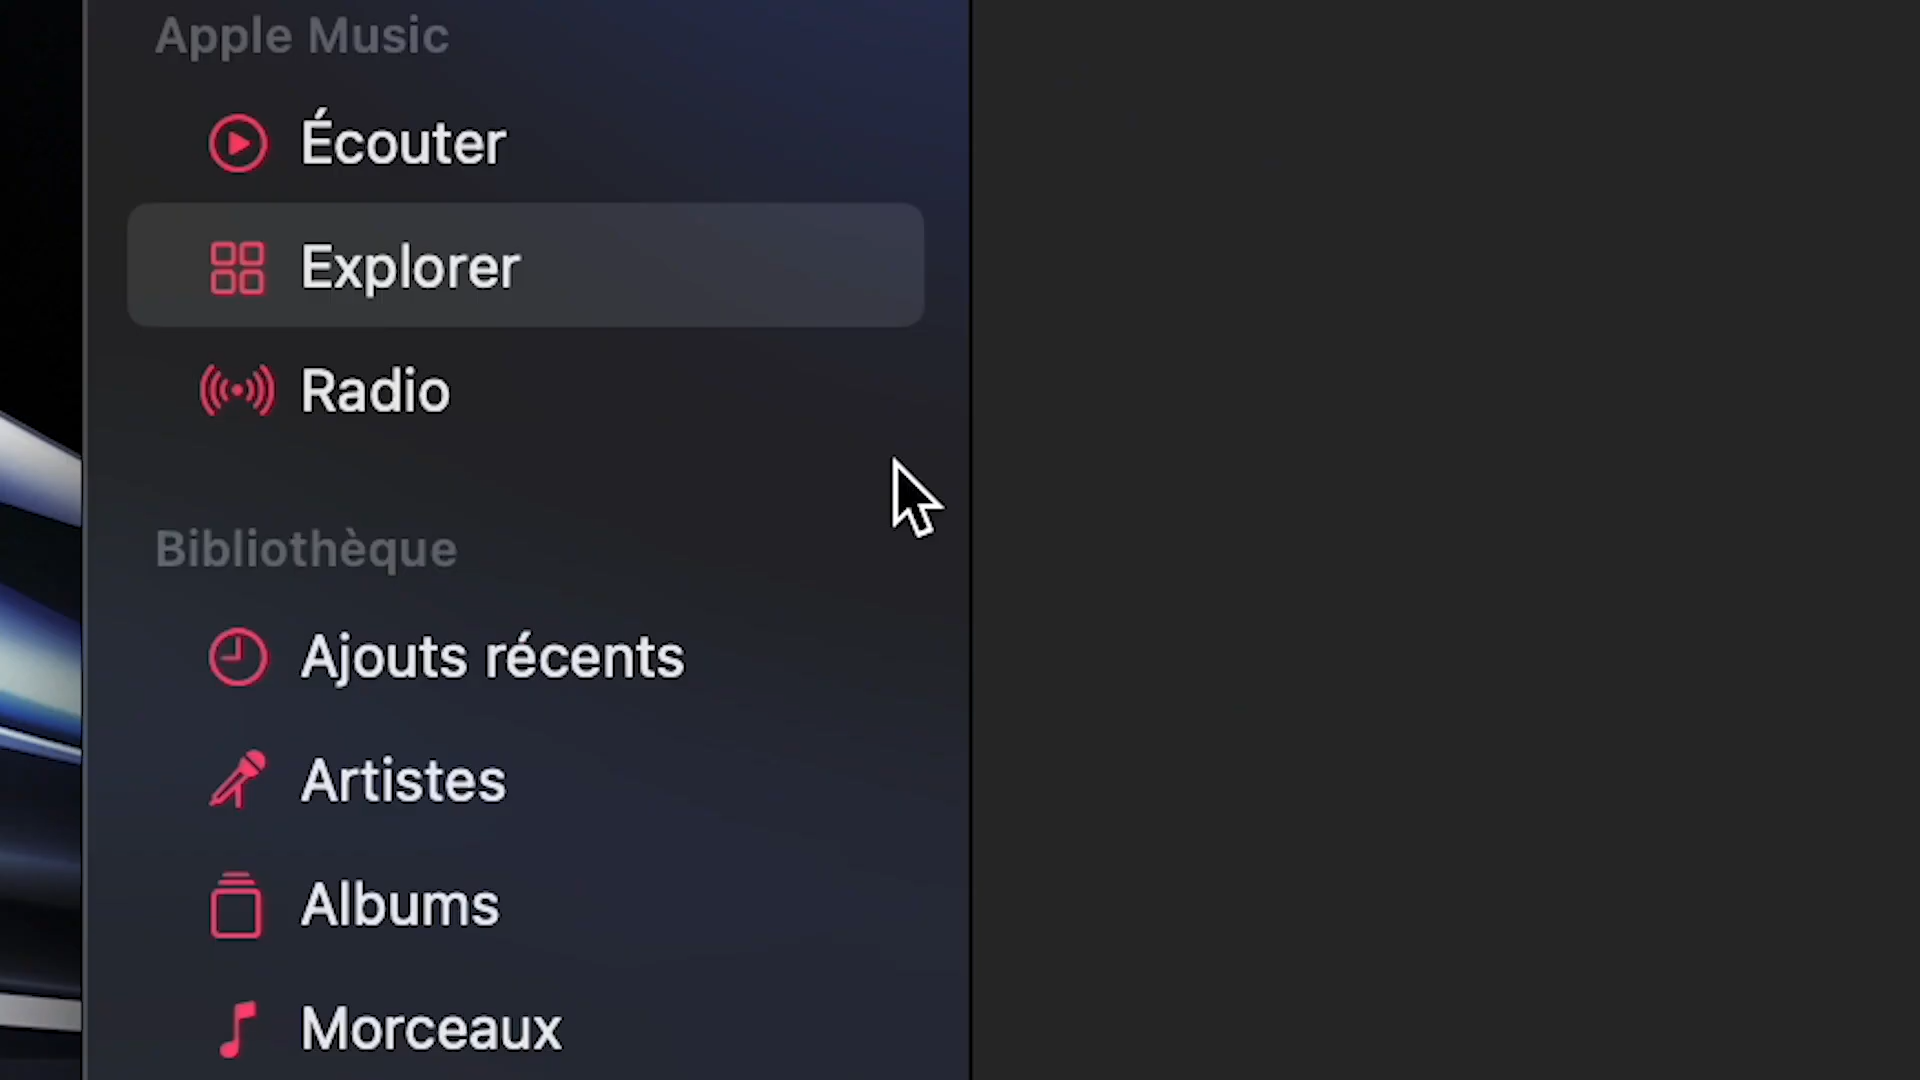 Apple Music
Écouter
Explorer
Radio
Bibliothèque
Ajouts récents
Artistes
Albums
Morceaux